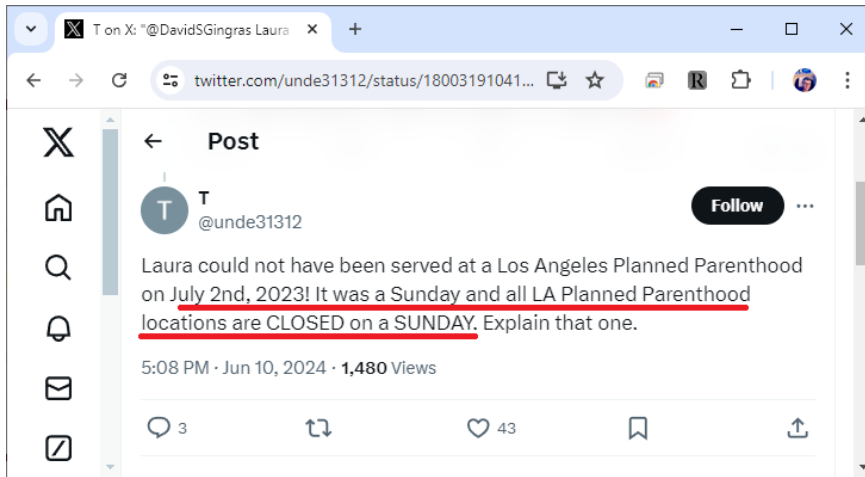 T on X: "@DavidSGingras Laura
twitter.com/unde31312/status/18003191041...
R
Post
T
T
Follow
@unde31312
Laura could not have been served at a Los Angeles Planned Parenthood
on July 2nd, 2023! It was a Sunday and all LA Planned Parenthood
locations are CLOSED on a SUNDAY. Explain that one.
5:08 PM · Jun 10, 2024 · 1,480 Views
3
43